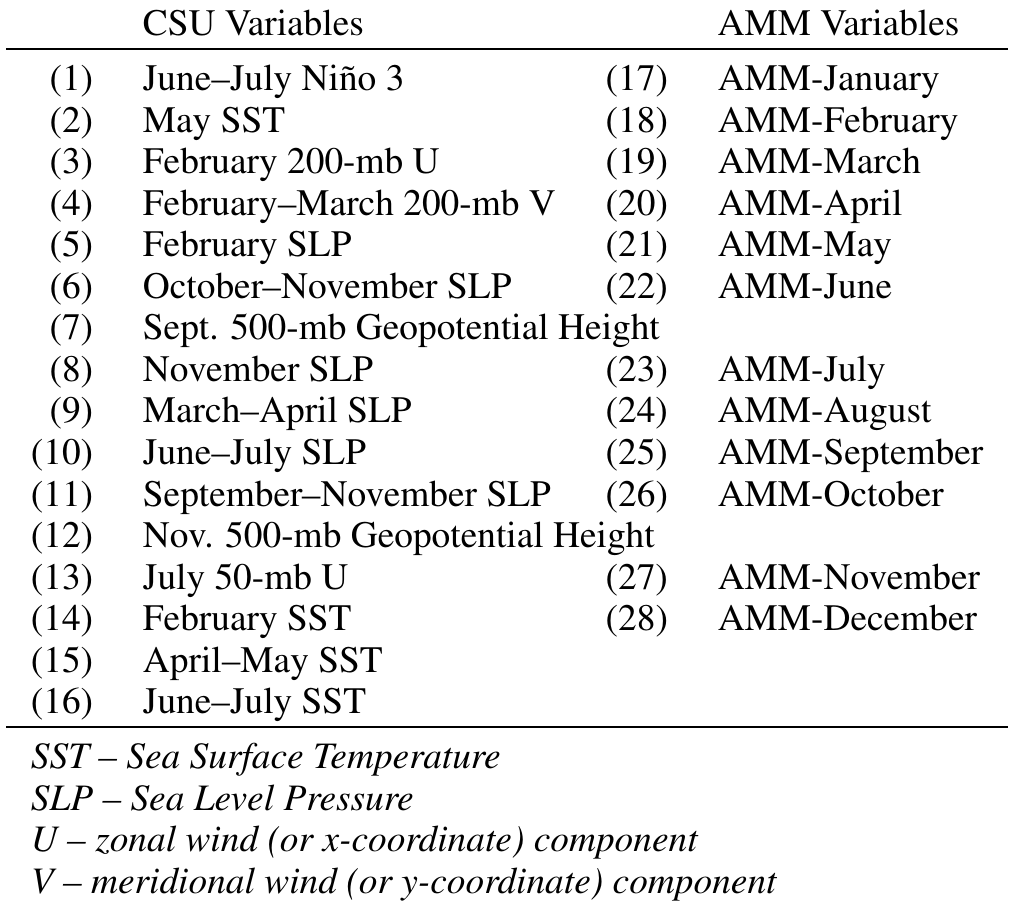 CSU Variables AMM Variables
(1) June–July Niño 3 (17) AMM-January
(2) May SST (18) AMM-February
(3) February 200-mb U (19) AMM-March
(4) February–March 200-mb V (20) AMM-April
(5) February SLP (21) AMM-May
(6) October–November SLP (22) AMM-June
(7) Sept. 500-mb Geopotential Height
(8) November SLP (23) AMM-July
(9) March–April SLP (24) AMM-August
(10) June–July SLP (25) AMM-September
(11) September–November SLP (26) AMM-October
(12) Nov. 500-mb Geopotential Height
(13) July 50-mb U (27) AMM-November
(14) February SST (28) AMM-December
(15) April–May SST
(16) June–July SST
SST – Sea Surface Temperature
SLP – Sea Level Pressure
U – zonal wind (or x-coordinate) component
V – meridional wind (or y-coordinate) component